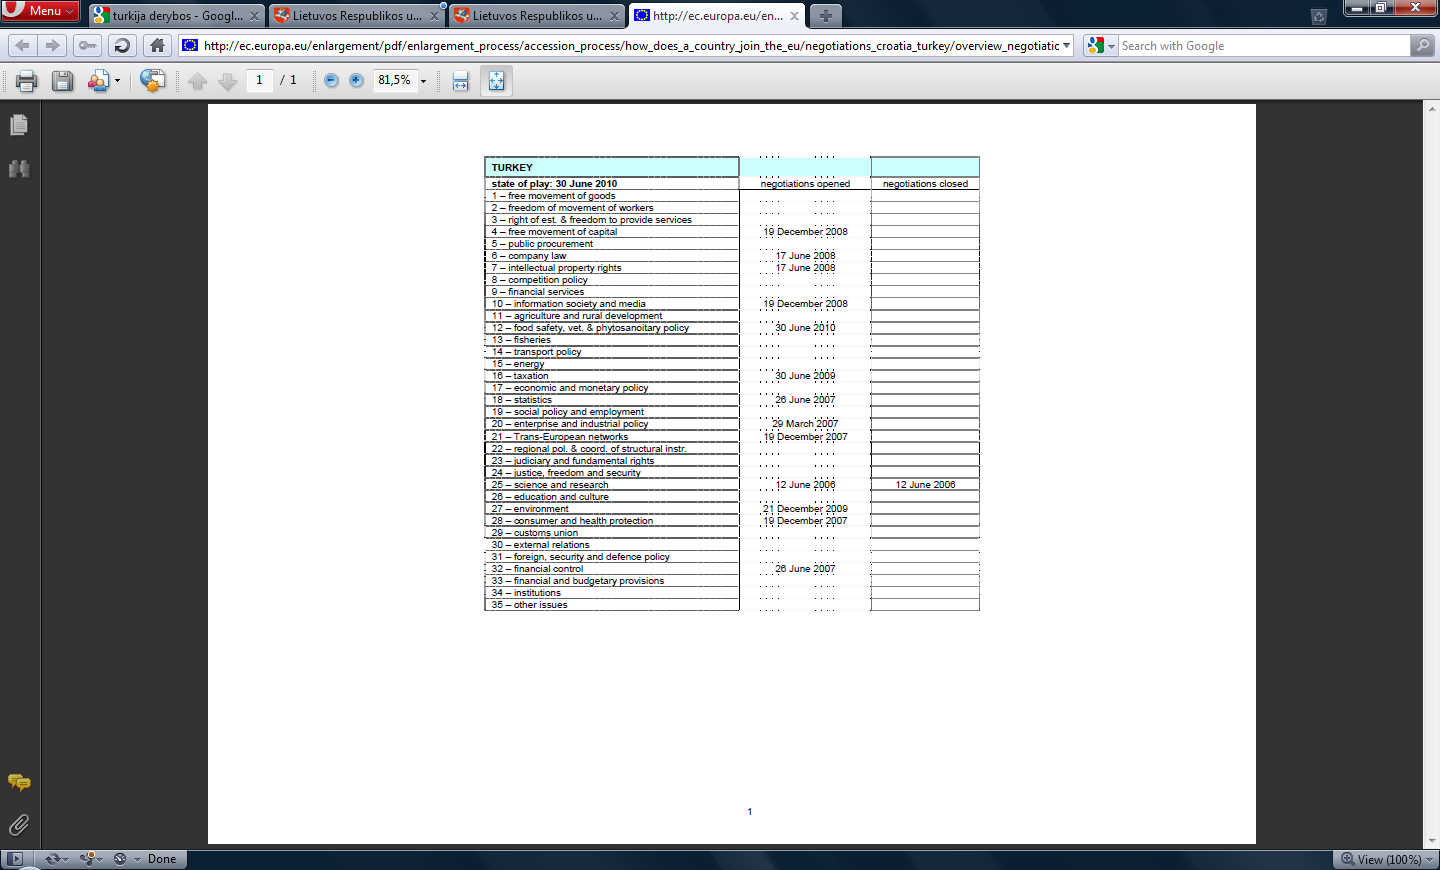 Menu
turkija derybos - Googl...
Lietuvos Respublikos u...
Lietuvos Respublikos u...
http://ec.europa.eu/en...
http://ec.europa.eu/enlargement/pdf/enlargement_process/accession_process/how_does_a_country_join_the_eu/negotiations_croatia_turkey/overview_negotiatic
Search with Google
1 / 1 81,5%
TURKEY
state of play: 30 June 2010 negotiations opened negotiations closed
1 – free movement of goods
2 – freedom of movement of workers
3 – right of est. & freedom to provide services
4 – free movement of capital 19 December 2008
5 – public procurement
6 – company law 17 June 2008
7 – intellectual property rights 17 June 2008
8 – competition policy
9 – financial services
10 – information society and media 19 December 2008
11 – agriculture and rural development
12 – food safety, vet. & phytosanoitary policy 30 June 2010
13 – fisheries
14 – transport policy
15 – energy
16 – taxation 30 June 2009
17 – economic and monetary policy
18 – statistics 26 June 2007
19 – social policy and employment
20 – enterprise and industrial policy 29 March 2007
21 – Trans-European networks 19 December 2007
22 – regional pol. & coord. of structural instr.
23 – judiciary and fundamental rights
24 – justice, freedom and security
25 – science and research 12 June 2006 12 June 2006
26 – education and culture
27 – environment 21 December 2009
28 – consumer and health protection 19 December 2007
29 – customs union
30 – external relations
31 – foreign, security and defence policy
32 – financial control 26 June 2007
33 – financial and budgetary provisions
34 – institutions
35 – other issues
1
Done
View (100%)